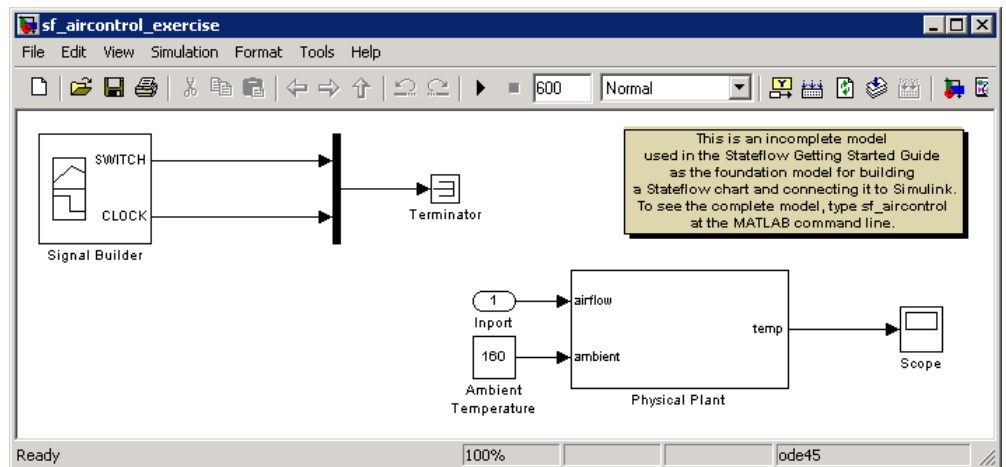 sf_aircontrol_exercise
File Edit View Simulation Format Tools Help
600 Normal
SWITCH
CLOCK
Signal Builder
Terminator
This is an incomplete model
used in the Stateflow Getting Started Guide
as the foundation model for building
a Stateflow chart and connecting it to Simulink.
To see the complete model, type sf_aircontrol
at the MATLAB command line.
1
Inport
airflow
temp
160
ambient
Ambient
Temperature
Physical Plant
Scope
Ready 100% ode45